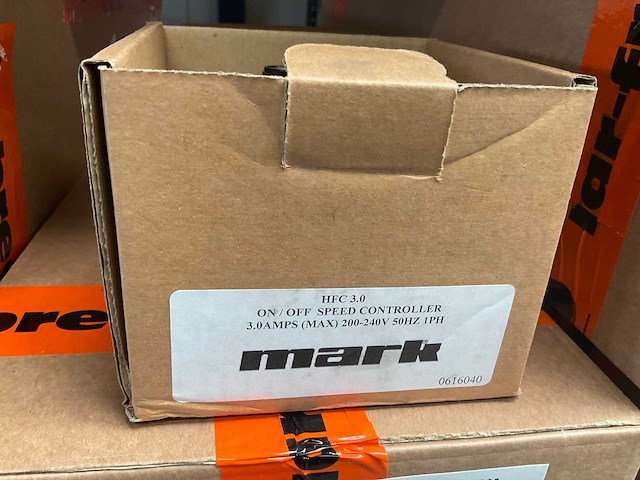 HFC 3.0
ON / OFF SPEED CONTROLLER
3.0AMPS (MAX) 200-240V 50HZ 1PH
mark
0616040